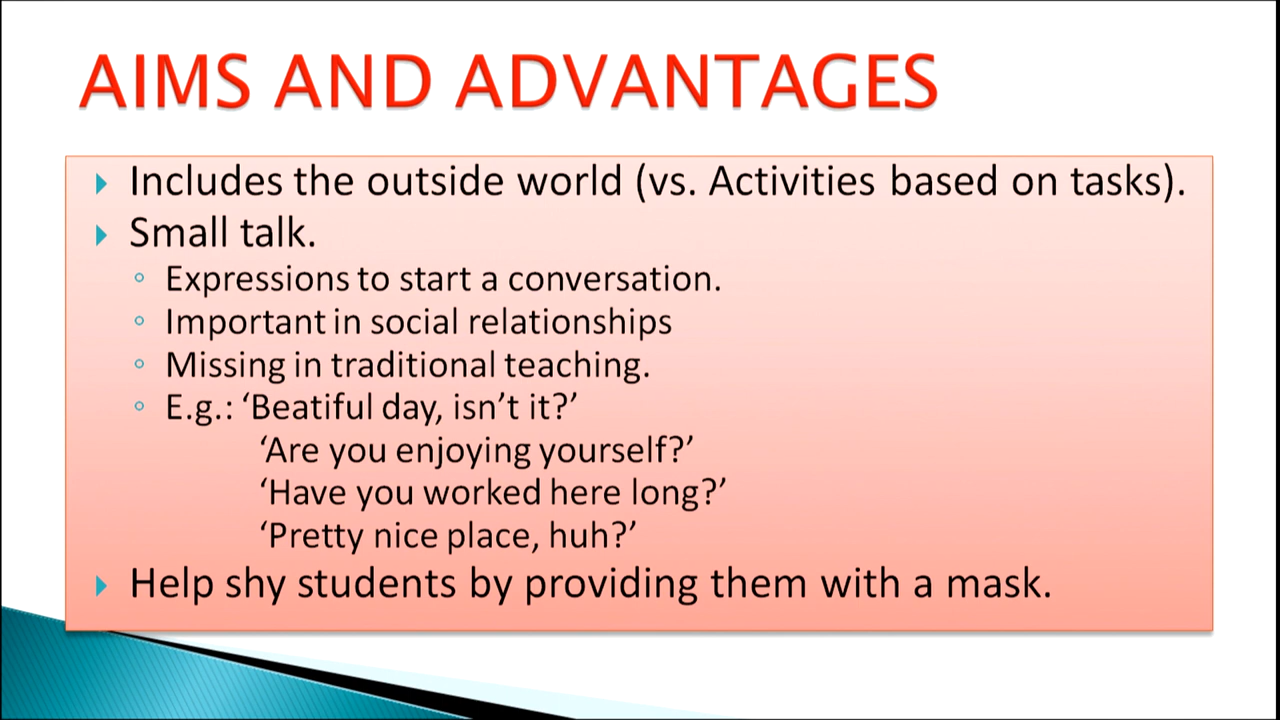 AIMS AND ADVANTAGES
Includes the outside world (vs. Activities based on tasks).
Small talk.
Expressions to start a conversation.
Important in social relationships
Missing in traditional teaching.
E.g.: ‘Beatiful day, isn’t it?’
‘Are you enjoying yourself?’
‘Have you worked here long?’
‘Pretty nice place, huh?’
Help shy students by providing them with a mask.